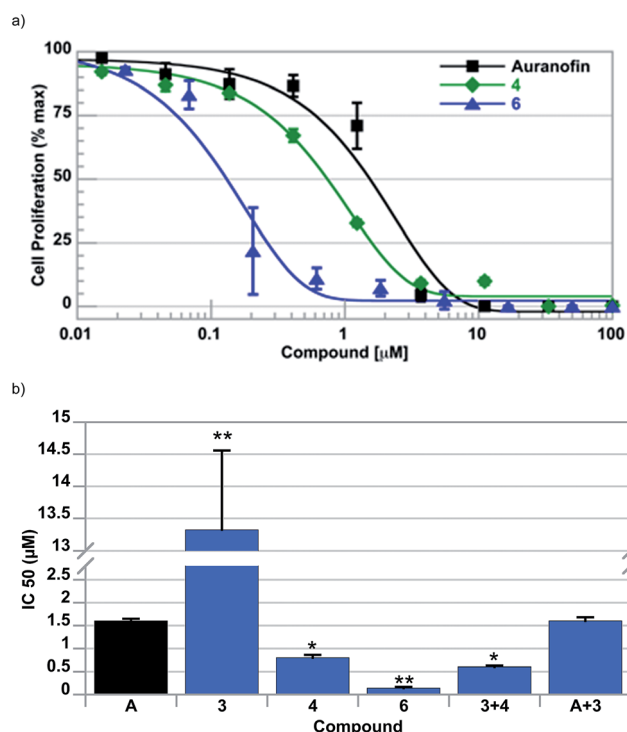 a)
Cell Proliferation (% max)
100
75
50
25
0
Auranofin
4
6
0.01 0.1 1 10 100
Compound [µM]
b)
IC 50 (µM)
15
14.5
14
13.5
13
2.5
2
1.5
1
0.5
0
** * ** *
A 3 4 6 3+4 A+3
Compound